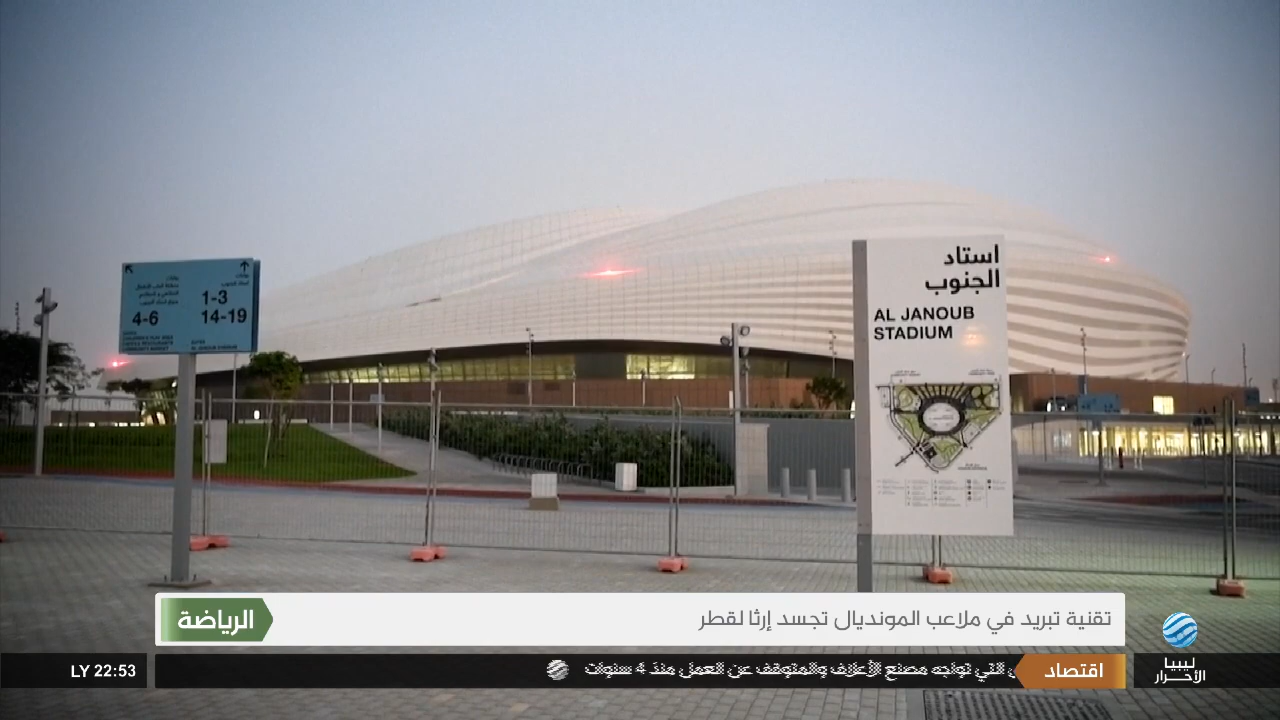 استاد
الجنوب
AL JANOUB
STADIUM
1-3
14-19
4-6
تقنية تبريد في ملاعب المونديال تجسد إرثا لقطر
الرياضة
اقتصاد
التي تواجه مصنع الأعلاف والمتوقف عن العمل منذ 4 سنوات
LY 22:53
ليبيا
الأحرار